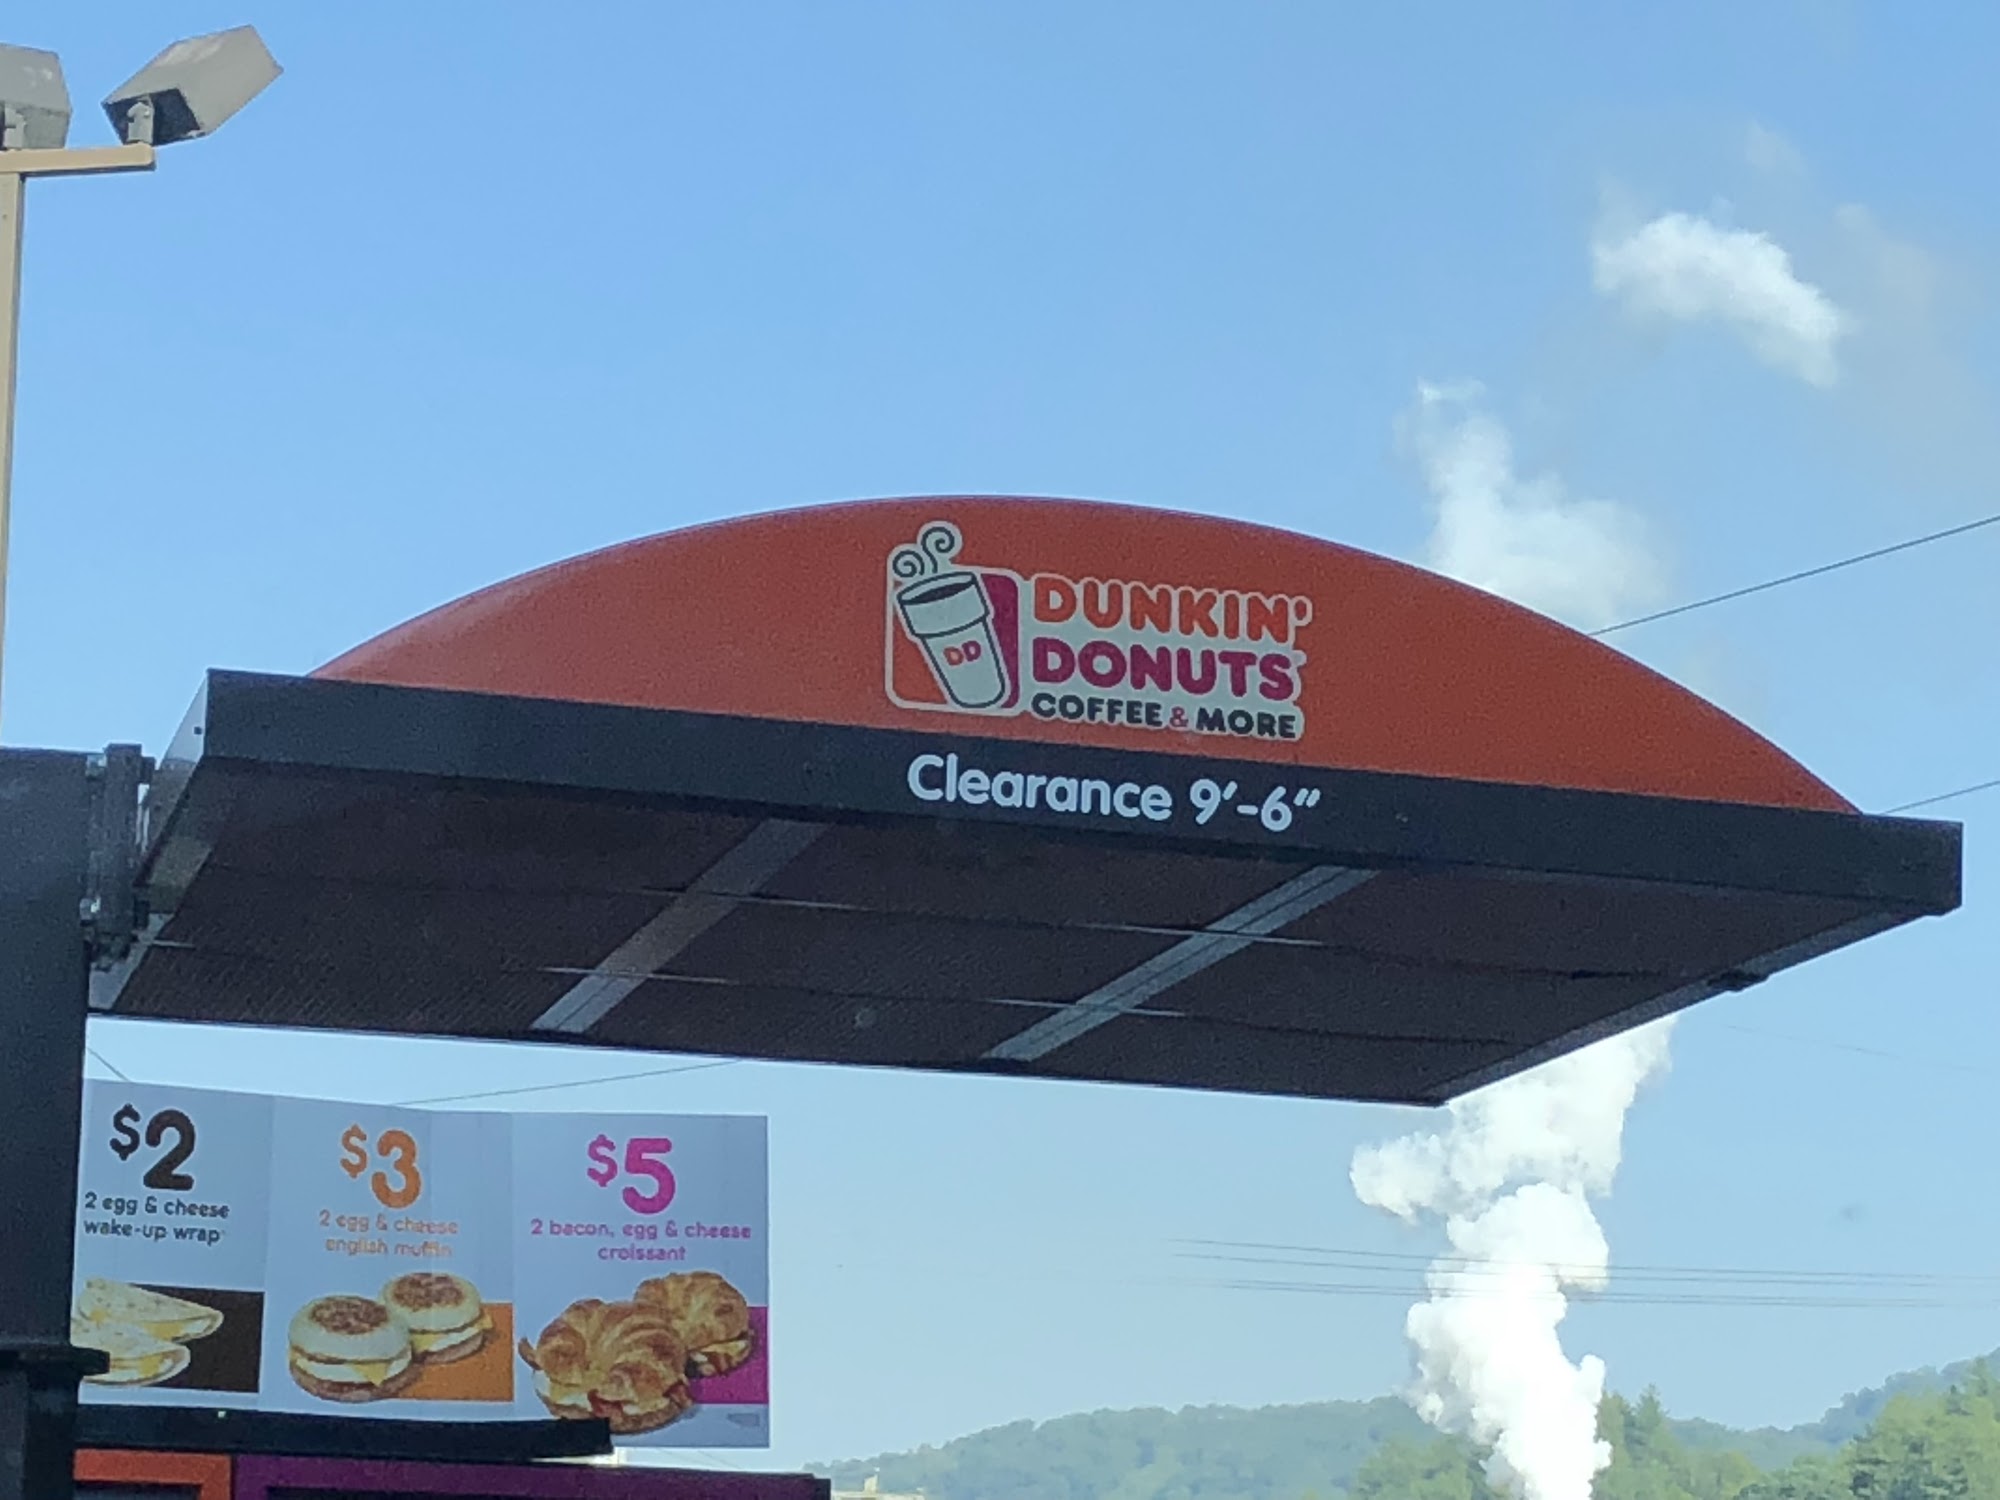 DD
DUNKIN'
DONUTS
COFFEE & MORE
Clearance 9'-6"
$2
2 egg & cheese
wake-up wrap
$3
2 egg & cheese
english muffin
$5
2 bacon, egg & cheese
croissant